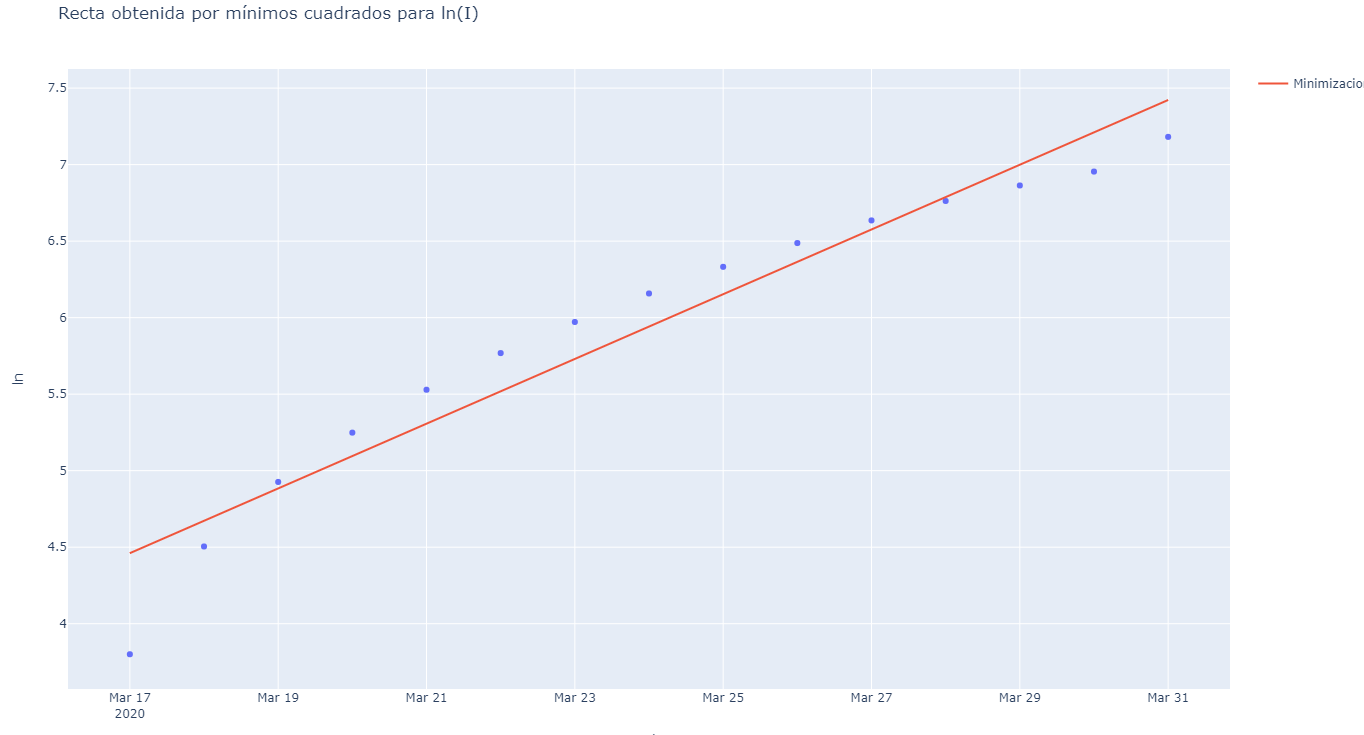 Recta obtenida por mínimos cuadrados para ln(I)
7.5
7
6.5
6
5.5
5
4.5
4
ln
Mar 17
2020
Mar 19
Mar 21
Mar 23
Mar 25
Mar 27
Mar 29
Mar 31
Minimizacion